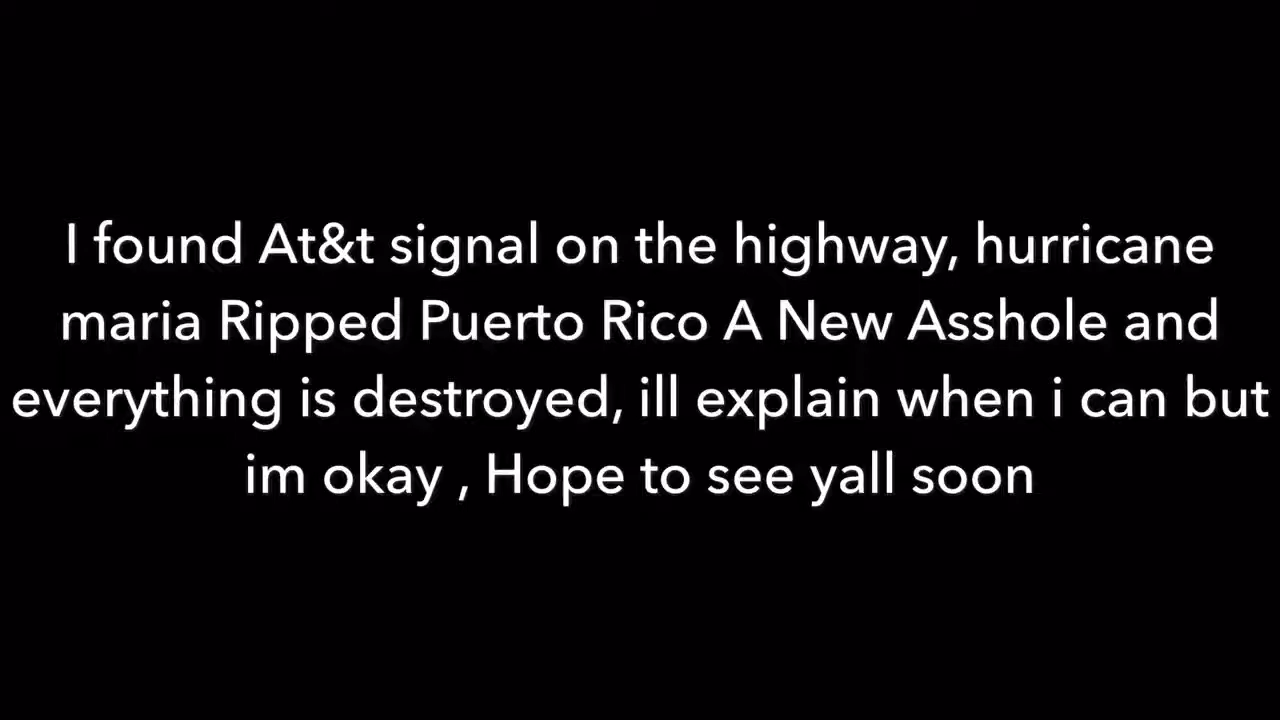 I found At&t signal on the highway, hurricane
maria Ripped Puerto Rico A New Asshole and
everything is destroyed, ill explain when i can but
im okay , Hope to see yall soon